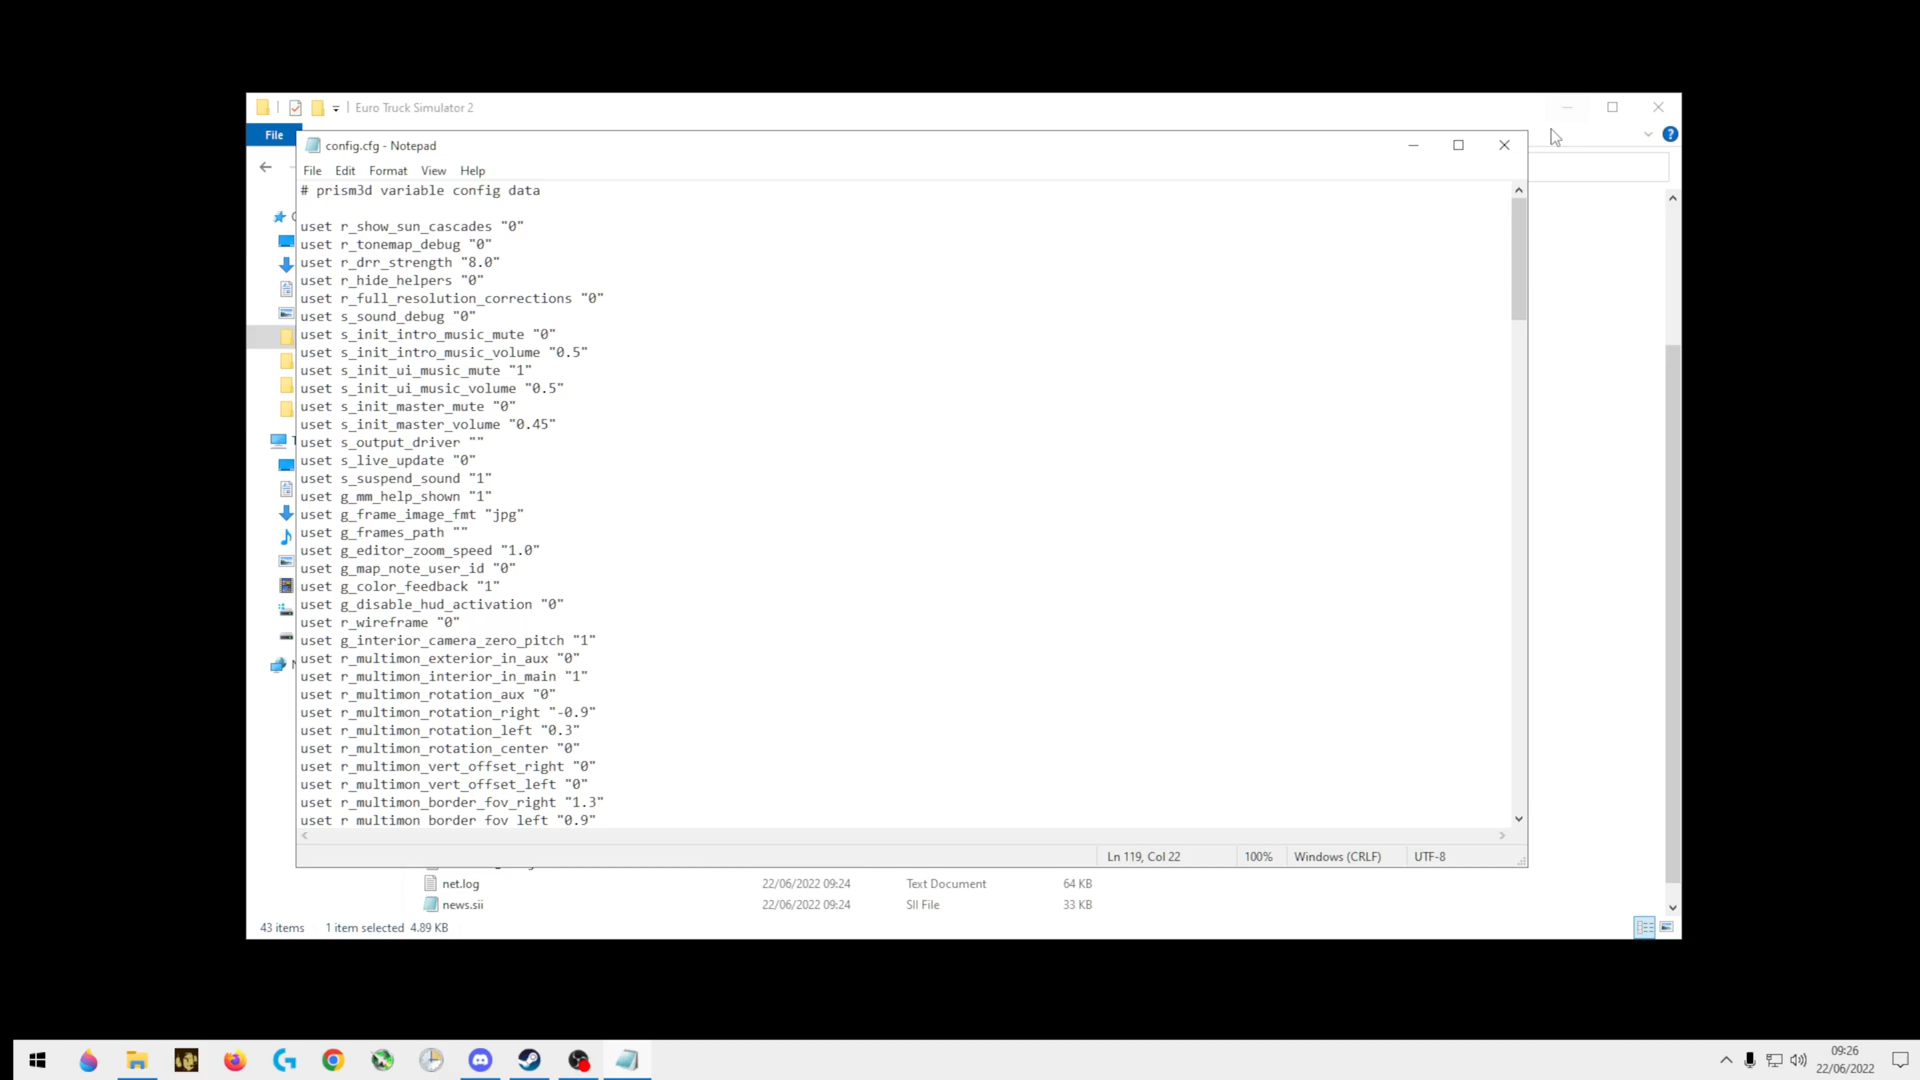 Euro Truck Simulator 2
File
config.cfg - Notepad
File Edit Format View Help
# prism3d variable config data
uset r_show_sun_cascades "0"
uset r_tonemap_debug "0"
uset r_drr_strength "8.0"
uset r_hide_helpers "0"
uset r_full_resolution_corrections "0"
uset s_sound_debug "0"
uset s_init_intro_music_mute "0"
uset s_init_intro_music_volume "0.5"
uset s_init_ui_music_mute "1"
uset s_init_ui_music_volume "0.5"
uset s_init_master_mute "0"
uset s_init_master_volume "0.45"
uset s_output_driver ""
uset s_live_update "0"
uset s_suspend_sound "1"
uset g_mm_help_shown "1"
uset g_frame_image_fmt "jpg"
uset g_frames_path ""
uset g_editor_zoom_speed "1.0"
uset g_map_note_user_id "0"
uset g_color_feedback "1"
uset g_disable_hud_activation "0"
uset r_wireframe "0"
uset g_interior_camera_zero_pitch "1"
uset r_multimon_exterior_in_aux "0"
uset r_multimon_interior_in_main "1"
uset r_multimon_rotation_aux "0"
uset r_multimon_rotation_right "-0.9"
uset r_multimon_rotation_left "0.3"
uset r_multimon_rotation_center "0"
uset r_multimon_vert_offset_right "0"
uset r_multimon_vert_offset_left "0"
uset r_multimon_border_fov_right "1.3"
uset r_multimon_border_fov_left "0.9"
Ln 119, Col 22 100% Windows (CRLF) UTF-8
net.log 22/06/2022 09:24 Text Document 64 KB
news.sii 22/06/2022 09:24 SII File 33 KB
43 items 1 item selected 4.89 KB
09:26
22/06/2022